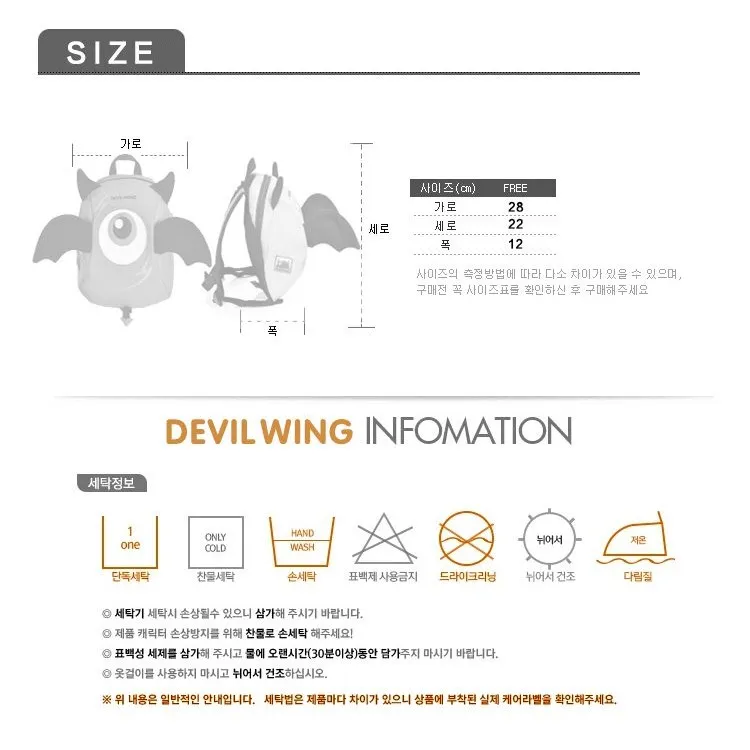 SIZE
가로
DEVIL WING
세로
폭
사이즈(cm) FREE
가로 28
세로 22
폭 12
사이즈의 측정방법에 따라 다소 차이가 있을 수 있으며,
구매전 꼭 사이즈표를 확인하신 후 구매해주세요
DEVIL WING INFOMATION
세탁정보
1
one
ONLY
COLD
HAND
WASH
뉘어서
저온
단독세탁 찬물세탁 손세탁 표백제 사용금지 드라이크리닝 뉘어서 건조 다림질
◎ 세탁기 세탁시 손상될수 있으니 삼가해 주시기 바랍니다.
◎ 제품 캐릭터 손상방지를 위해 찬물로 손세탁 해주세요!
◎ 표백성 세제를 삼가해 주시고 물에 오랜시간(30분이상)동안 담가주지 마시기 바랍니다.
◎ 옷걸이를 사용하지 마시고 뉘어서 건조하십시오.
※ 위 내용은 일반적인 안내입니다. 세탁법은 제품마다 차이가 있으니 상품에 부착된 실제 케어라벨을 확인해주세요.